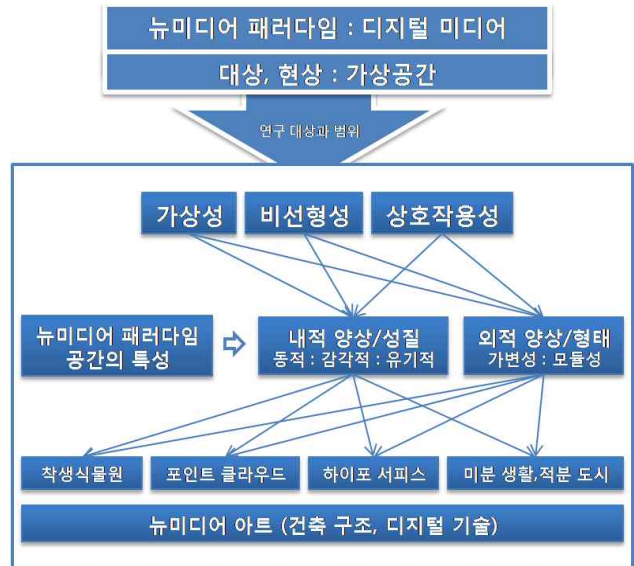 뉴미디어 패러다임 : 디지털 미디어
대상, 현상 : 가상공간
연구 대상과 범위
가상성
비선형성
상호작용성
뉴미디어 패러다임
공간의 특성
내적 양상/성질
동적 : 감각적 : 유기적
외적 양상/형태
가변성 : 모듈성
착생식물원
포인트 클라우드
하이포 서피스
미분 생활,적분 도시
뉴미디어 아트 (건축 구조, 디지털 기술)